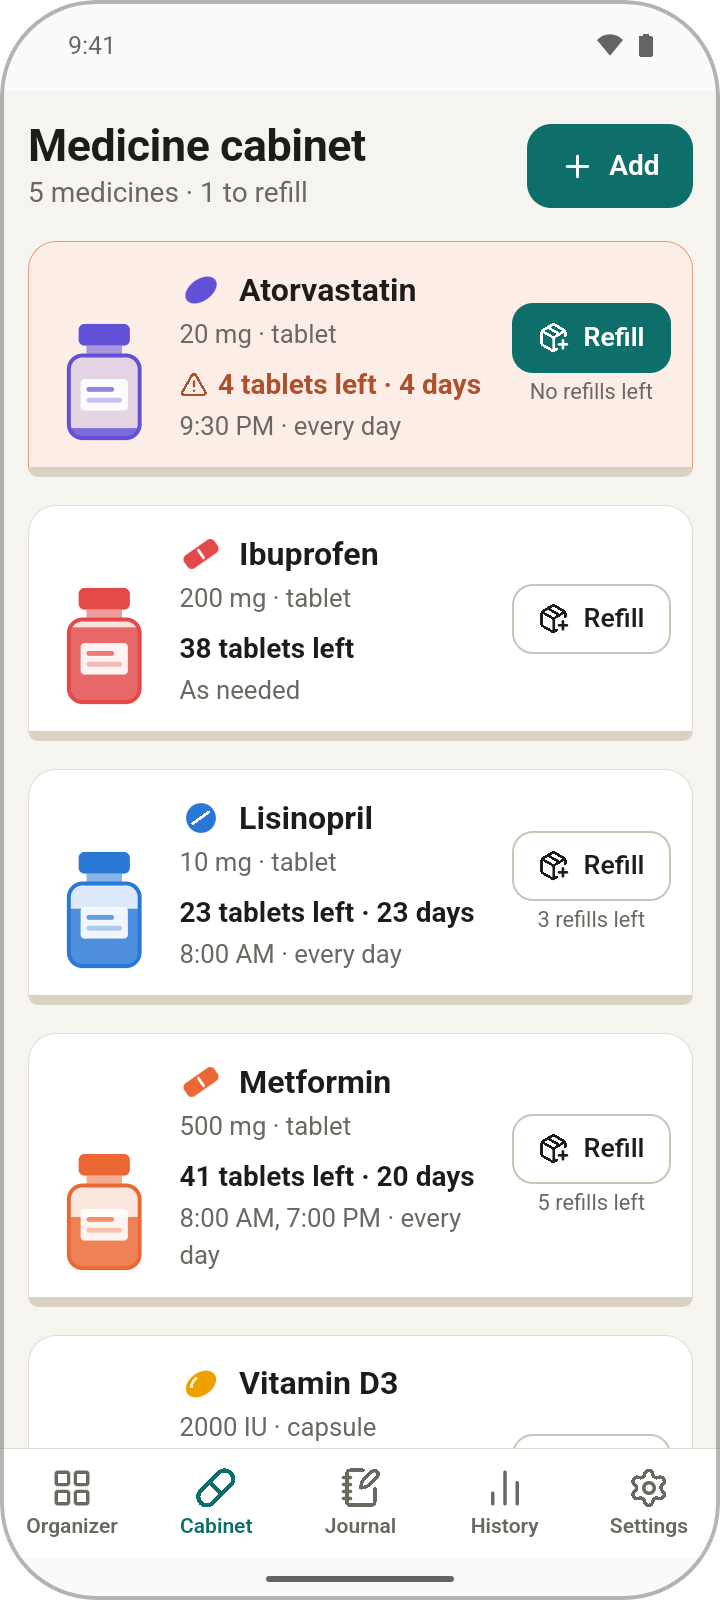 9:41
Medicine cabinet
5 medicines · 1 to refill
Add
Atorvastatin
20 mg · tablet
4 tablets left · 4 days
9:30 PM · every day
Refill
No refills left
Ibuprofen
200 mg · tablet
38 tablets left
As needed
Refill
Lisinopril
10 mg · tablet
23 tablets left · 23 days
8:00 AM · every day
Refill
3 refills left
Metformin
500 mg · tablet
41 tablets left · 20 days
8:00 AM, 7:00 PM · every
day
Refill
5 refills left
Vitamin D3
2000 IU · capsule
Organizer
Cabinet
Journal
History
Settings